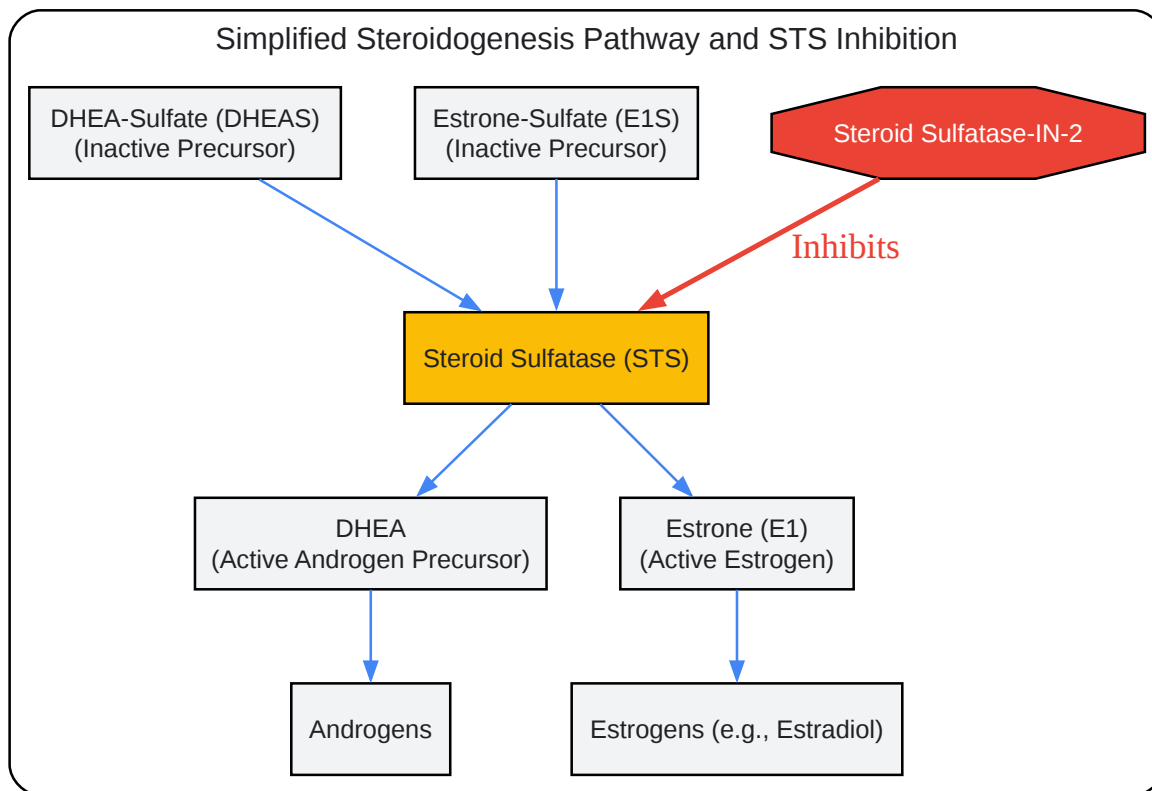 Simplified Steroidogenesis Pathway and STS Inhibition
DHEA-Sulfate (DHEAS)
(Inactive Precursor)
Estrone-Sulfate (E1S)
(Inactive Precursor)
Steroid Sulfatase-IN-2
Inhibits
Steroid Sulfatase (STS)
DHEA
(Active Androgen Precursor)
Estrone (E1)
(Active Estrogen)
Androgens
Estrogens (e.g., Estradiol)